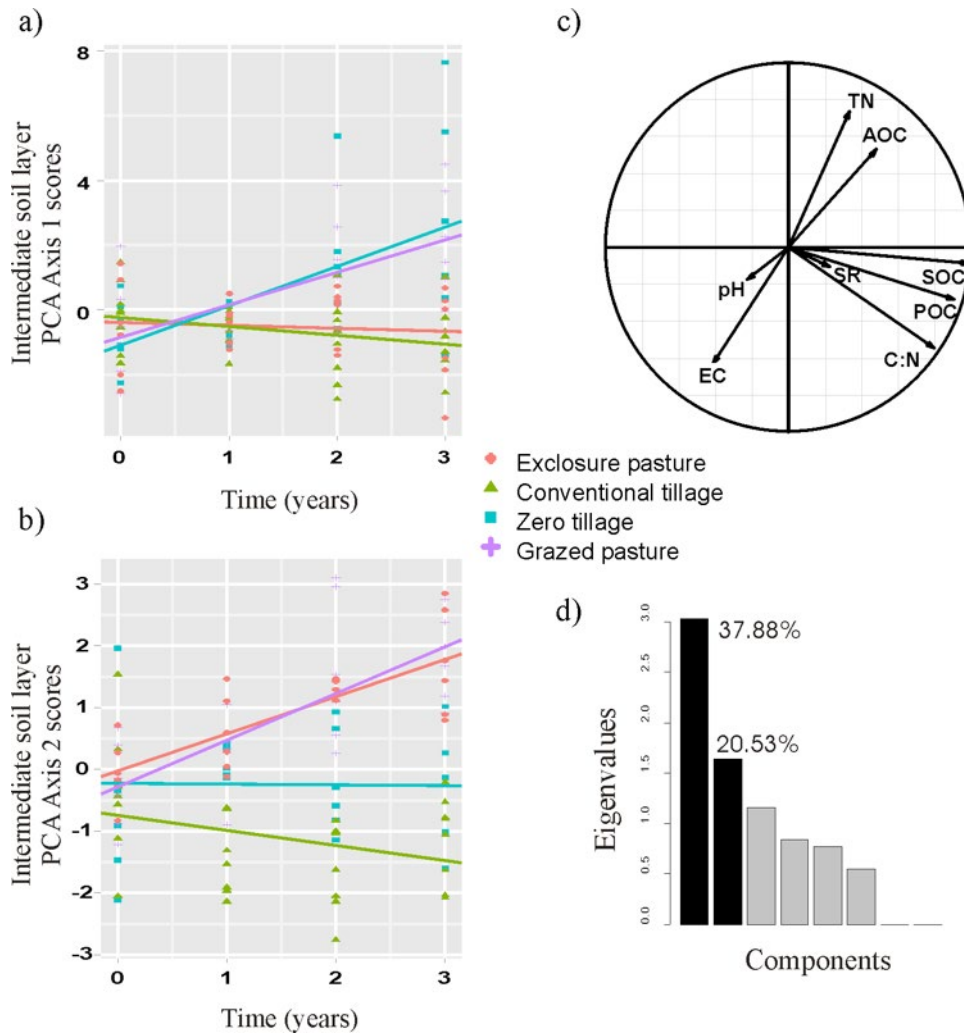 a)
Intermediate soil layer
PCA Axis 1 scores
8
4
0
0 1 2 3
Time (years)
b)
Intermediate soil layer
PCA Axis 2 scores
3
2
1
0
-1
-2
-3
0 1 2 3
Time (years)
Exclosure pasture
Conventional tillage
Zero tillage
Grazed pasture
c)
TN
AOC
SR
SOC
pH
POC
C:N
EC
d)
Eigenvalues
3.0
2.5
2.0
1.5
1.0
0.5
0.0
37.88%
20.53%
Components